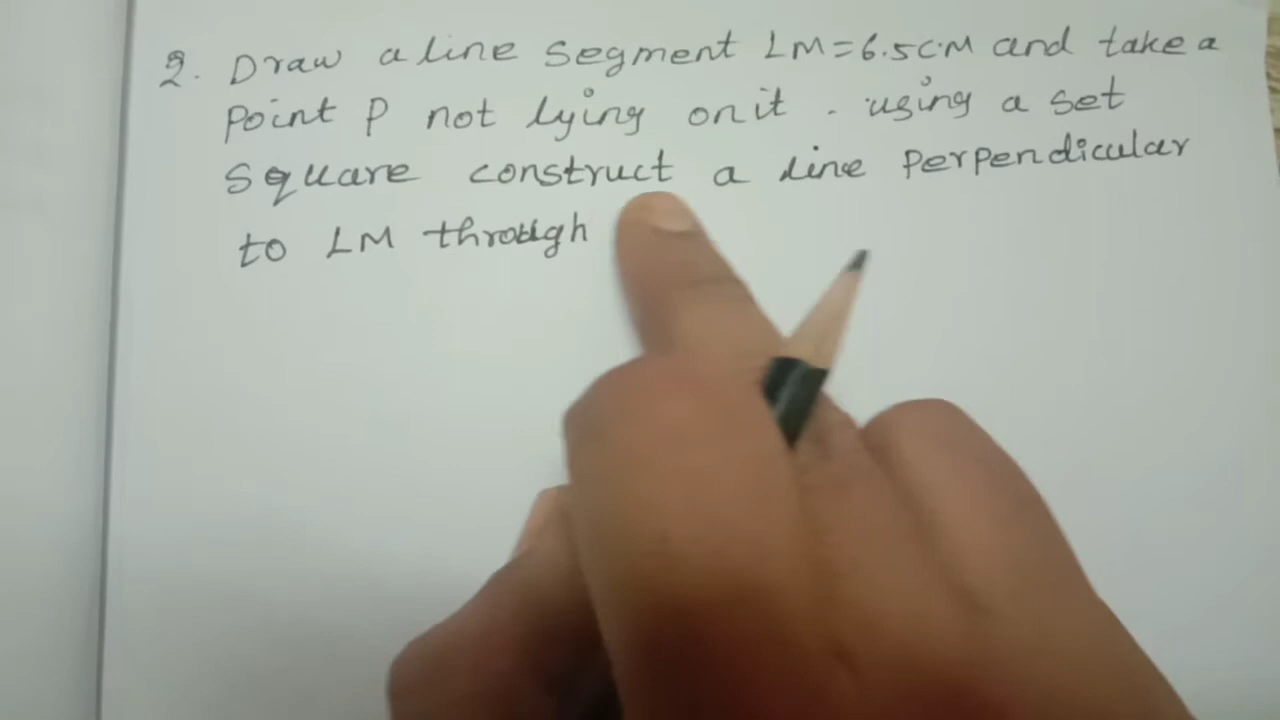 2. Draw a line segment LM=6.5C.M and take a
point P not lying on it. using a set
square construct a line perpendicular
to LM through